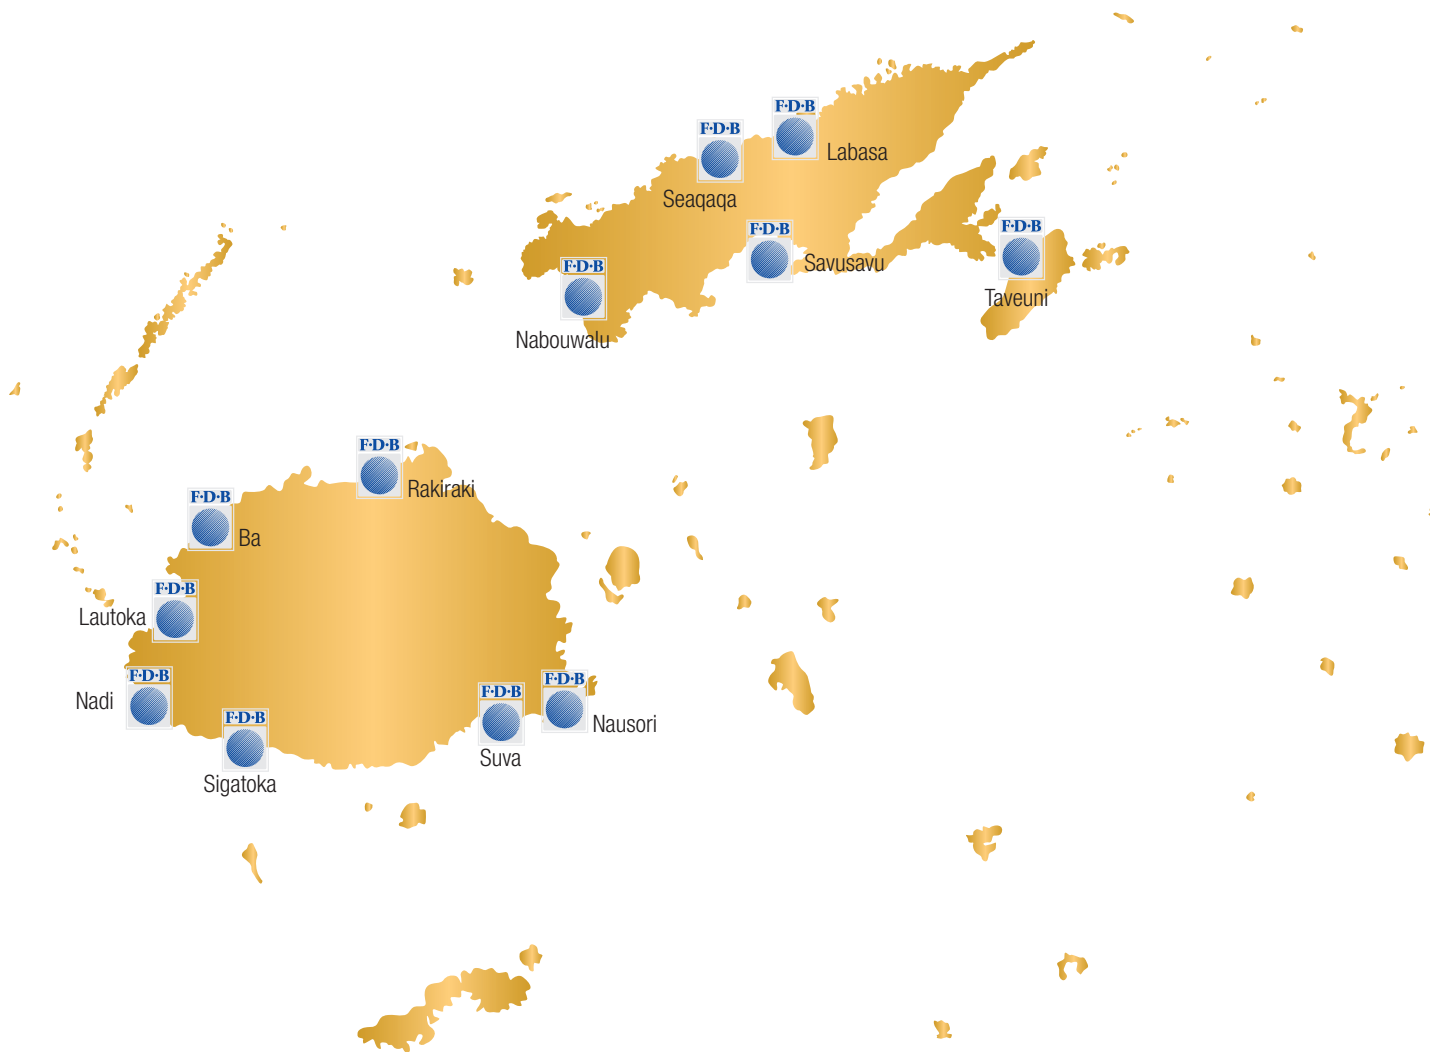 F·D·B
Labasa
F·D·B
Seaqaqa
F·D·B
Savusavu
F·D·B
Taveuni
F·D·B
Nabouwalu
F·D·B
Rakiraki
F·D·B
Ba
F·D·B
Lautoka
F·D·B
Nadi
F·D·B
Sigatoka
F·D·B
Suva
F·D·B
Nausori